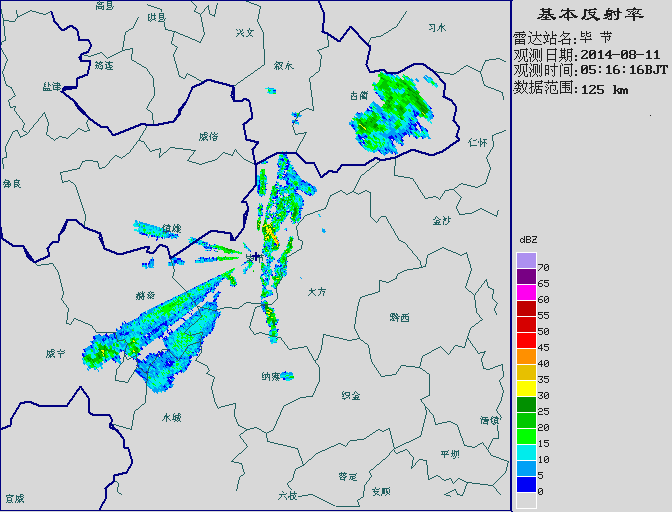 基本反射率
雷达站名:毕 节
观测日期:2014-08-11
观测时间:05:16:16BJT
数据范围:125 km
dBZ
70
65
60
55
50
45
40
35
30
25
20
15
10
5
0
高县
珙县
兴文
习水
筠连
叙永
盐津
古蔺
威信
仁怀
彝良
金沙
镇雄
毕节
大方
赫章
黔西
威宁
纳雍
织金
水城
清镇
平坝
普定
安顺
六枝
宣威